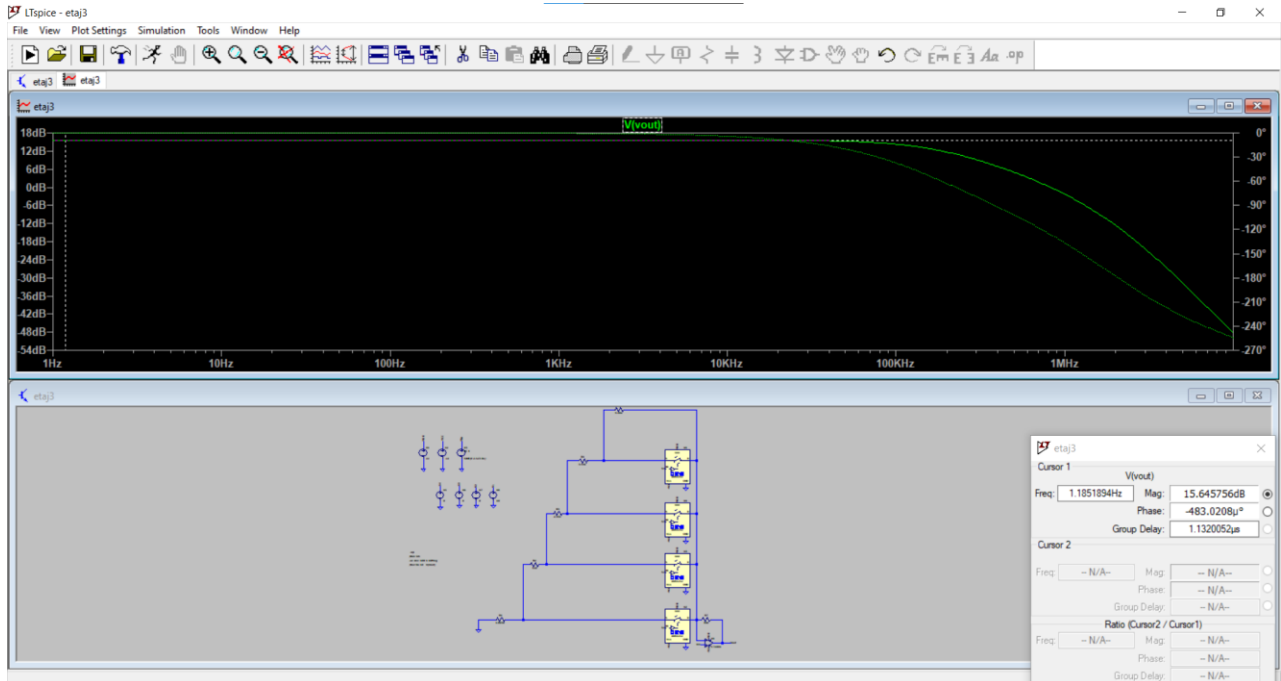 LTspice - etaj3
File View Plot Settings Simulation Tools Window Help
etaj3 etaj3
etaj3
V(vout)
18dB 0°
12dB -30°
6dB -60°
0dB -90°
-6dB -120°
-12dB -150°
-18dB -180°
-24dB -210°
-30dB -240°
-36dB -270°
-42dB
-48dB
-54dB
1Hz 10Hz 100Hz 1KHz 10KHz 100KHz 1MHz
etaj3
etaj3
Cursor 1
V(vout)
Freq: 1.1851894Hz Mag: 15.645756dB
Phase: -483.0208µ°
Group Delay: 1.1320052µs
Cursor 2
Freq: -- N/A-- Mag: -- N/A--
Phase: -- N/A--
Group Delay: -- N/A--
Ratio (Cursor2 / Cursor1)
Freq: -- N/A-- Mag: -- N/A--
Phase: -- N/A--
Group Delay: -- N/A--